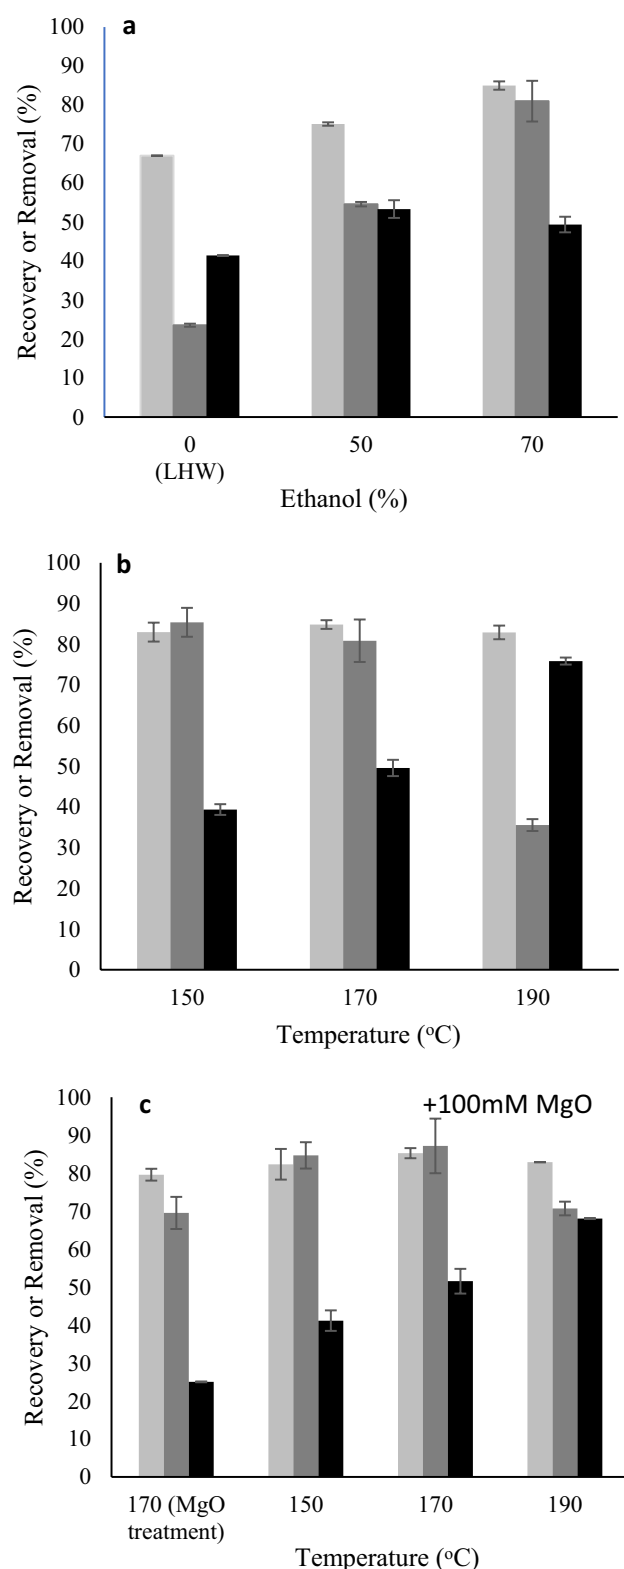 a
100
90
80
70
60
50
40
30
20
10
0
Recovery or Removal (%)
0 50 70
(LHW)
Ethanol (%)
b
100
90
80
70
60
50
40
30
20
10
0
Recovery or Removal (%)
150 170 190
Temperature (°C)
c
+100mM MgO
100
90
80
70
60
50
40
30
20
10
0
Recovery or Removal (%)
170 (MgO 150 170 190
treatment)
Temperature (°C)